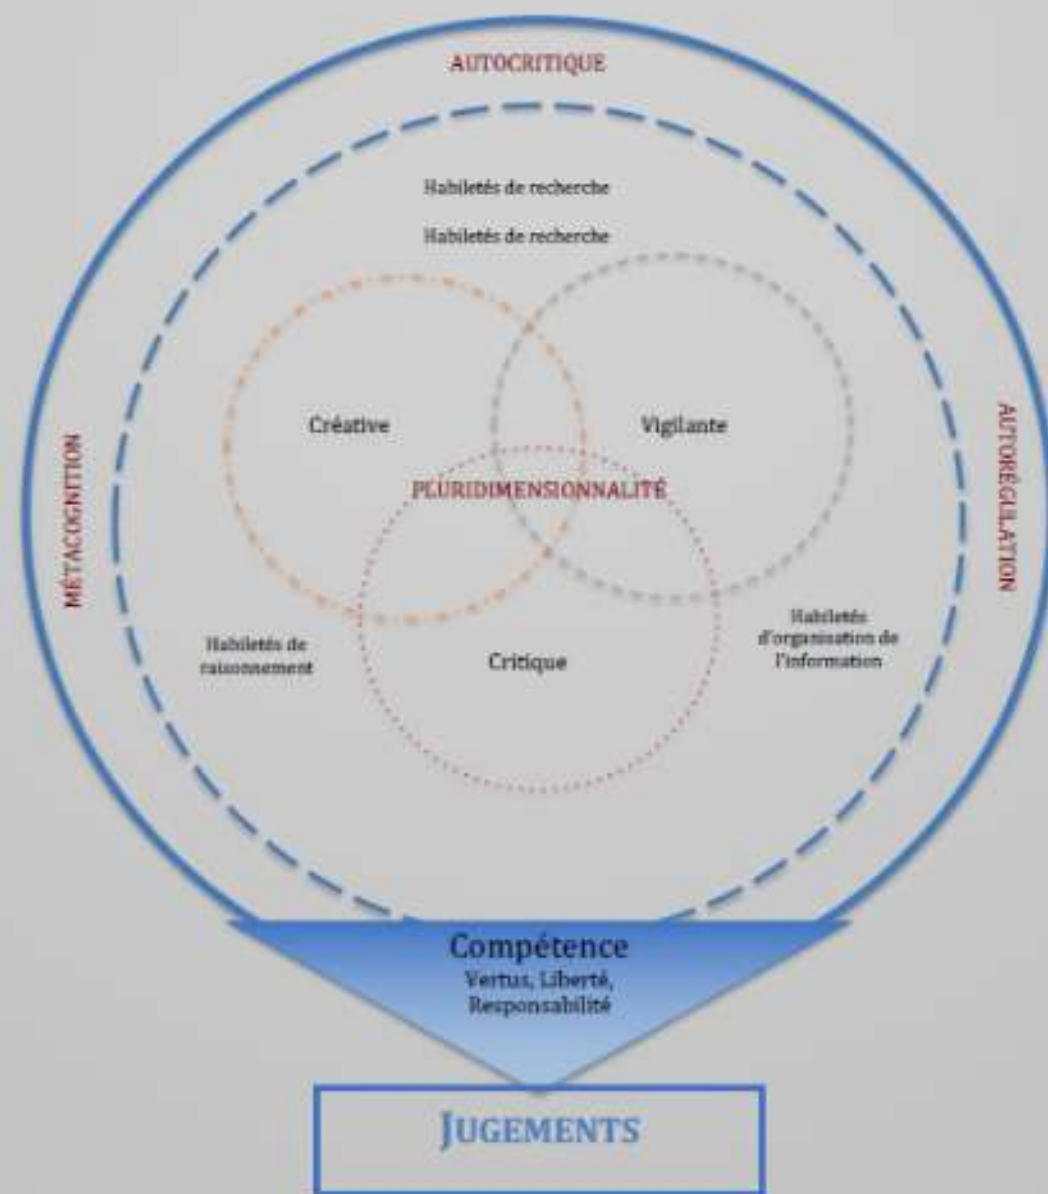 AUTOCRITIQUE
Habiletés de recherche
Habiletés de recherche
Créative
Vigilante
PLURIDIMENSIONNALITÉ
MÉTACOGNITION
AUTORÉGULATION
Habiletés de
raisonnement
Critique
Habiletés
d'organisation de
l'information
Compétence
Vertus, Liberté,
Responsabilité
JUGEMENTS